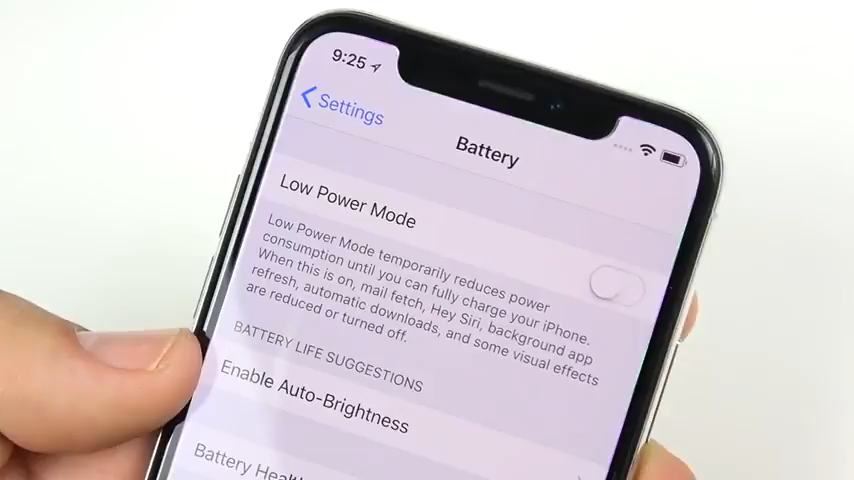 9:25
Settings
Battery
Low Power Mode
Low Power Mode temporarily reduces power
consumption until you can fully charge your iPhone.
When this is on, mail fetch, Hey Siri, background app
refresh, automatic downloads, and some visual effects
are reduced or turned off.
BATTERY LIFE SUGGESTIONS
Enable Auto-Brightness
Battery